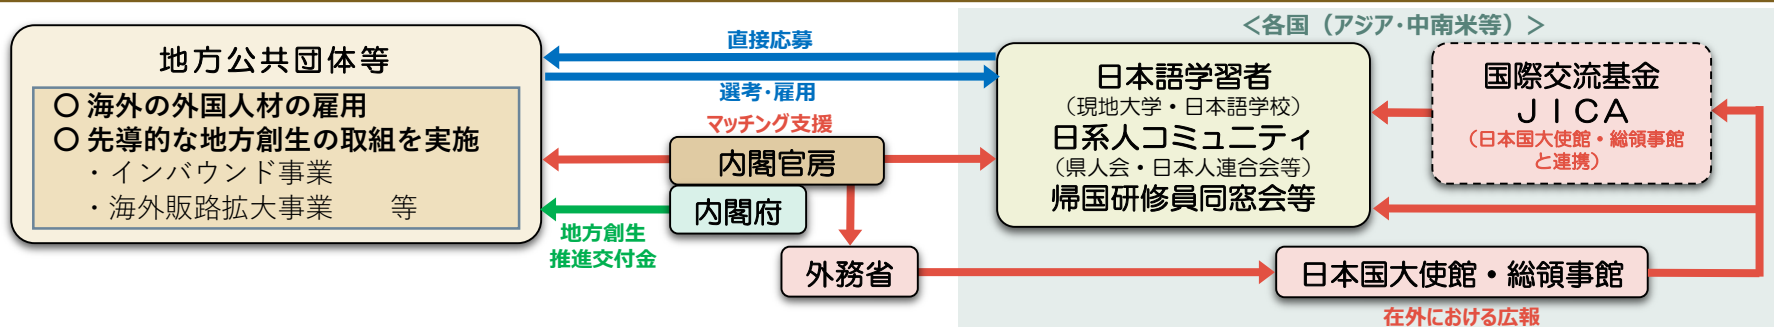 地方公共団体等
〇 海外の外国人材の雇用
〇 先導的な地方創生の取組を実施
・インバウンド事業
・海外販路拡大事業　　等
直接応募
選考・雇用
マッチング支援
内閣官房
内閣府
地方創生
推進交付金
外務省
＜各国（アジア・中南米等）＞
日本語学習者
（現地大学・日本語学校）
日系人コミュニティ
（県人会・日本人連合会等）
帰国研修員同窓会等
国際交流基金
ＪＩＣＡ
（日本国大使館・総領事館
と連携）
日本国大使館・総領事館
在外における広報